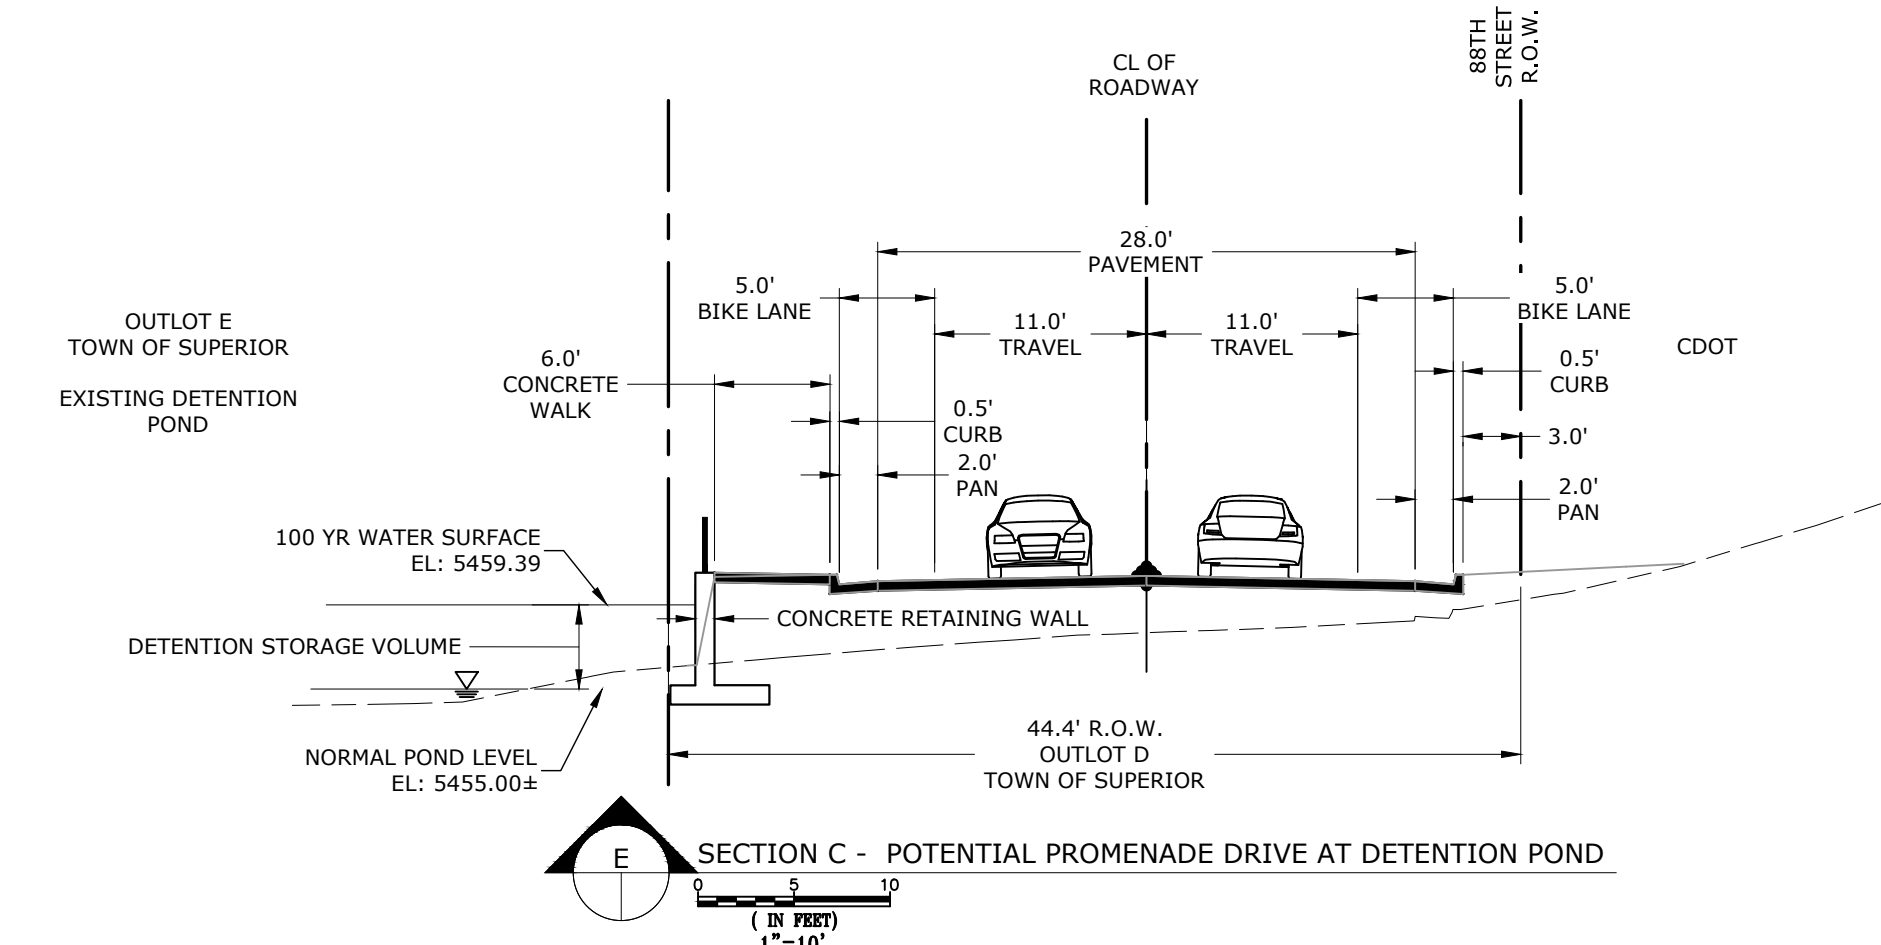 88TH
STREET
R.O.W.
CL OF
ROADWAY
28.0'
PAVEMENT
5.0'
BIKE LANE
5.0'
BIKE LANE
11.0'
TRAVEL
11.0'
TRAVEL
OUTLOT E
TOWN OF SUPERIOR
EXISTING DETENTION
POND
6.0'
CONCRETE
WALK
CDOT
0.5'
CURB
0.5'
CURB
3.0'
2.0'
PAN
2.0'
PAN
100 YR WATER SURFACE
EL: 5459.39
CONCRETE RETAINING WALL
DETENTION STORAGE VOLUME
NORMAL POND LEVEL
EL: 5455.00±
44.4' R.O.W.
OUTLOT D
TOWN OF SUPERIOR
E
SECTION C - POTENTIAL PROMENADE DRIVE AT DETENTION POND
0 5 10
( IN FEET)
1"=10'